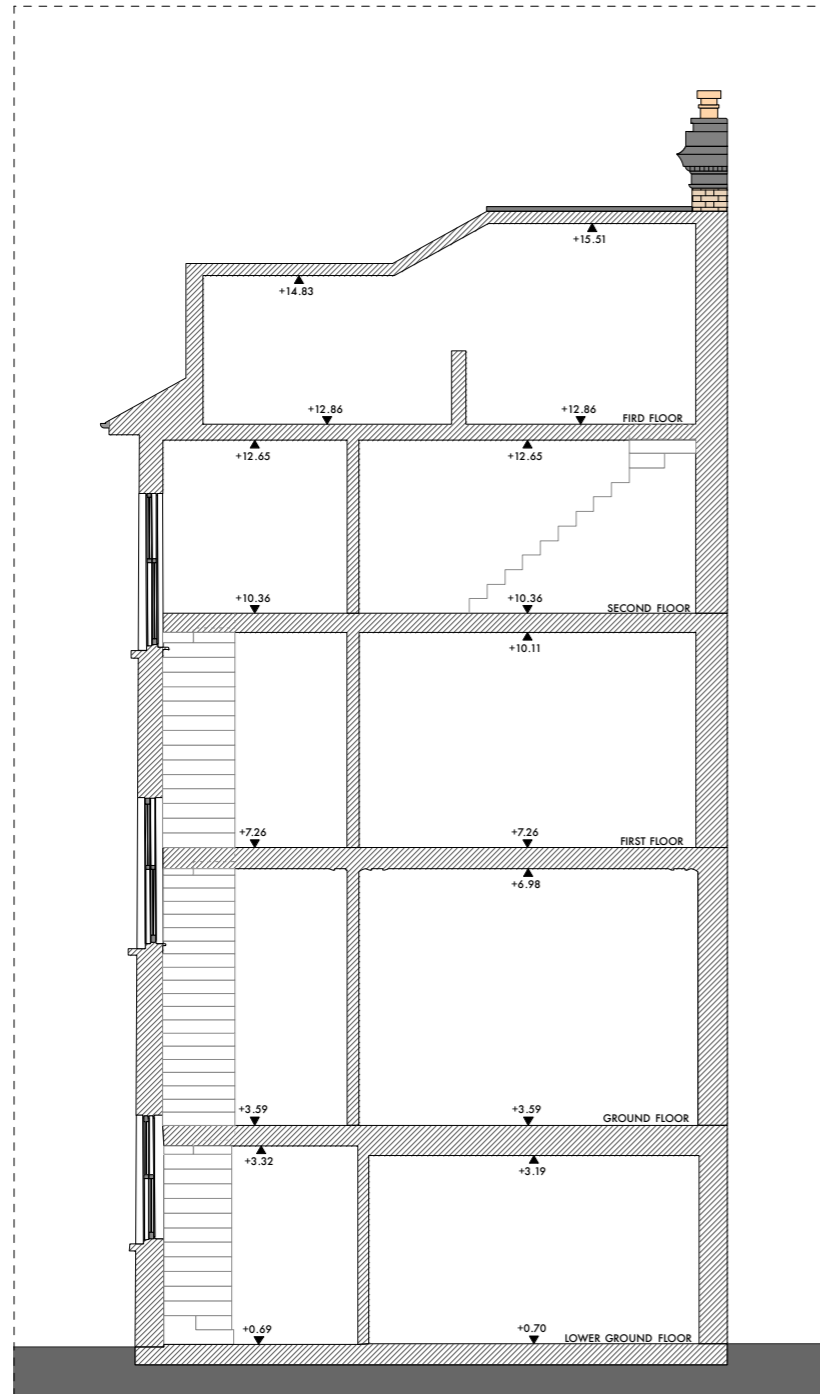 +15.51
+14.83
+12.86 +12.86 FIRD FLOOR
+12.65 +12.65
+10.36 +10.36 SECOND FLOOR
+10.11
+7.26 +7.26 FIRST FLOOR
+6.98
+3.59 +3.59 GROUND FLOOR
+3.32 +3.19
+0.69 +0.70 LOWER GROUND FLOOR